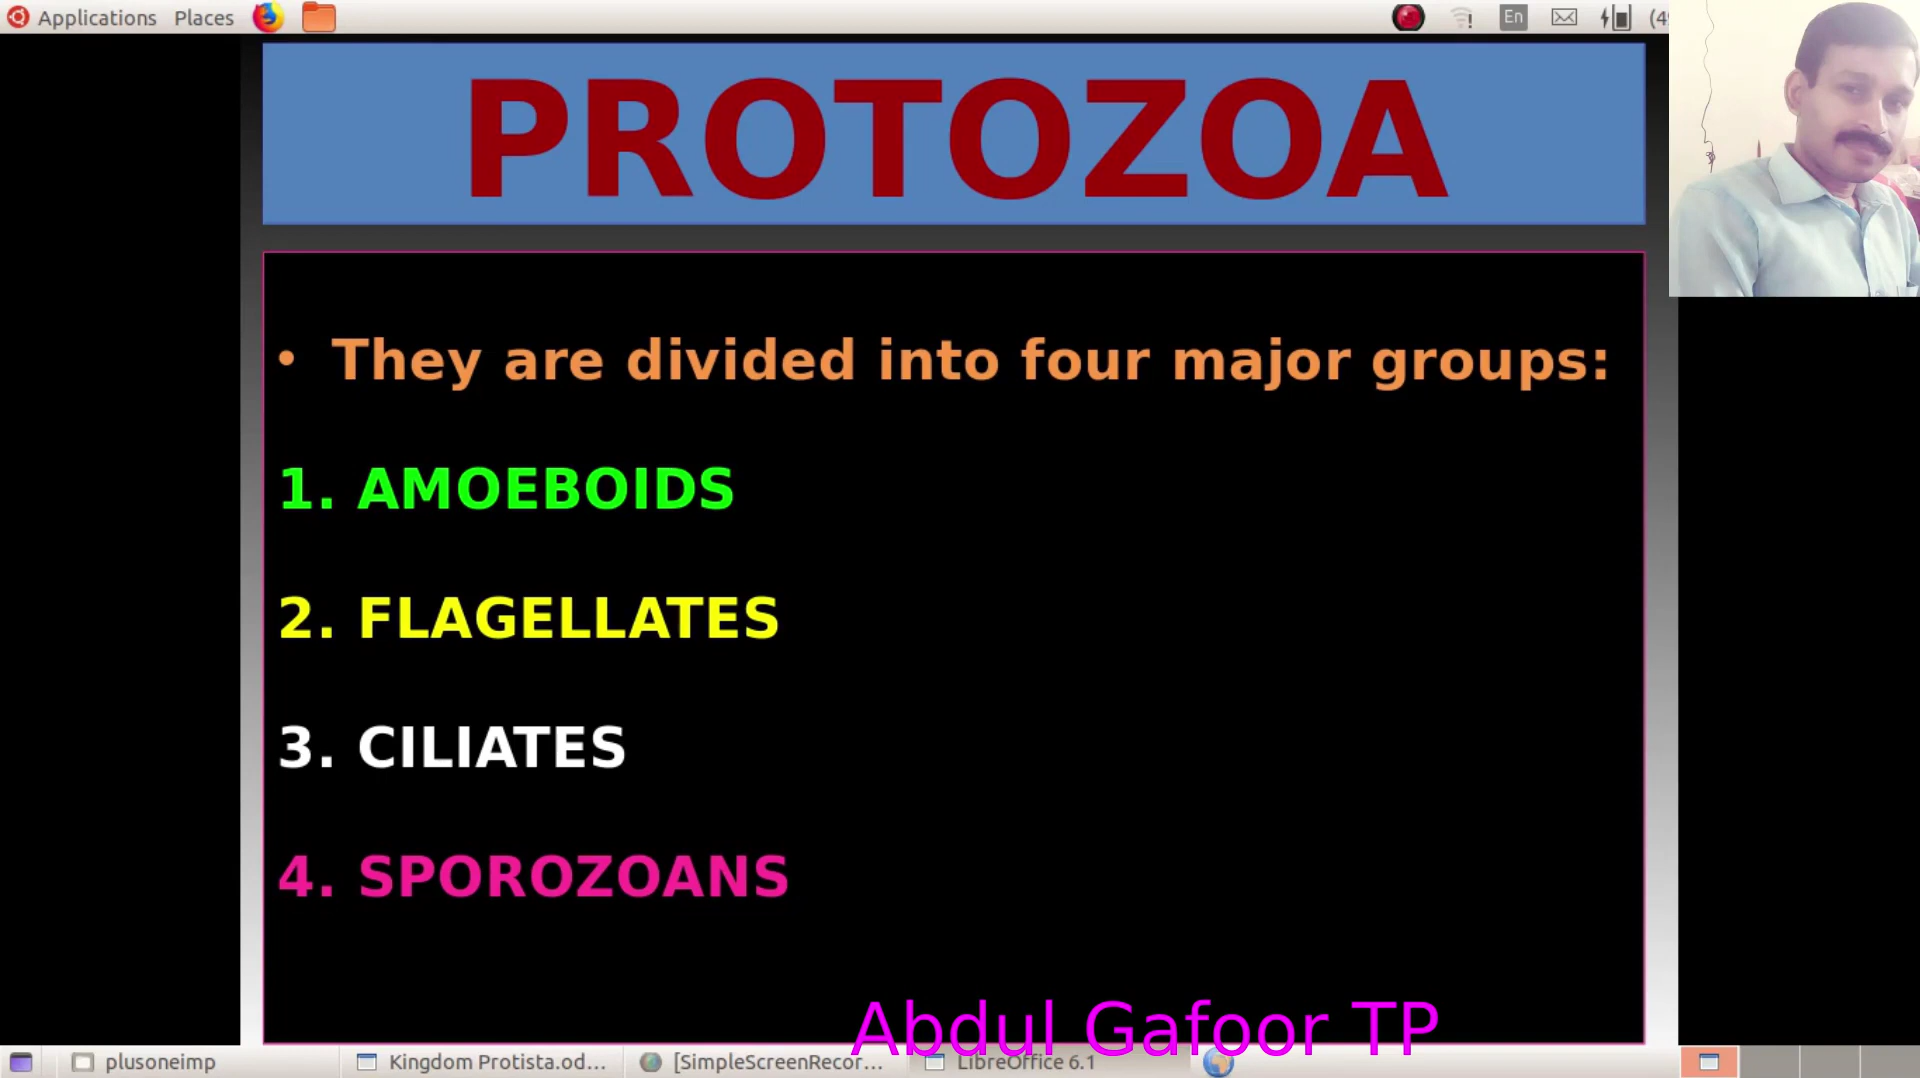 Applications Places
En
(4
PROTOZOA
• They are divided into four major groups:
1. AMOEBOIDS
2. FLAGELLATES
3. CILIATES
4. SPOROZOANS
Abdul Gafoor TP
plusoneimp
Kingdom Protista.od...
[SimpleScreenRecor...
LibreOffice 6.1